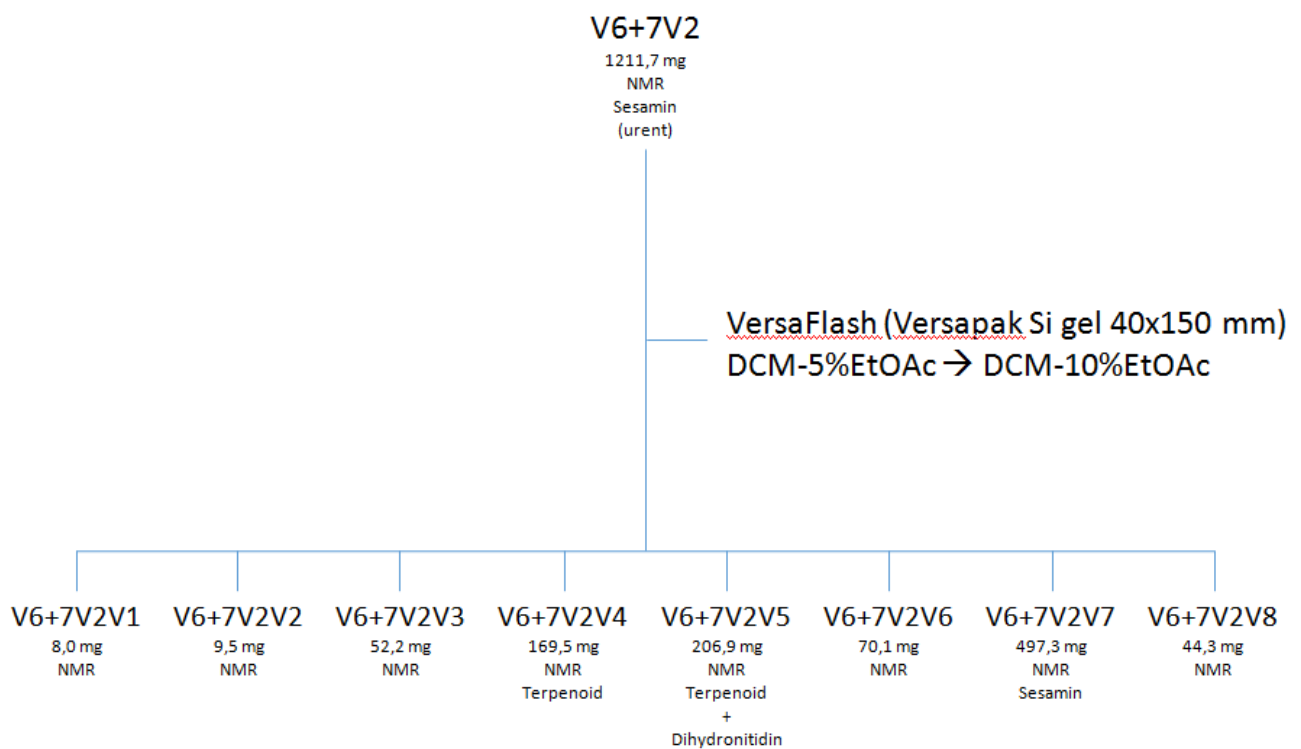 V6+7V2
1211,7 mg
NMR
Sesamin
(urent)
VersaFlash (Versapak Si gel 40x150 mm)
DCM-5%EtOAc → DCM-10%EtOAc
V6+7V2V1
8,0 mg
NMR
V6+7V2V2
9,5 mg
NMR
V6+7V2V3
52,2 mg
NMR
V6+7V2V4
169,5 mg
NMR
Terpenoid
V6+7V2V5
206,9 mg
NMR
Terpenoid
+
Dihydronitidin
V6+7V2V6
70,1 mg
NMR
V6+7V2V7
497,3 mg
NMR
Sesamin
V6+7V2V8
44,3 mg
NMR